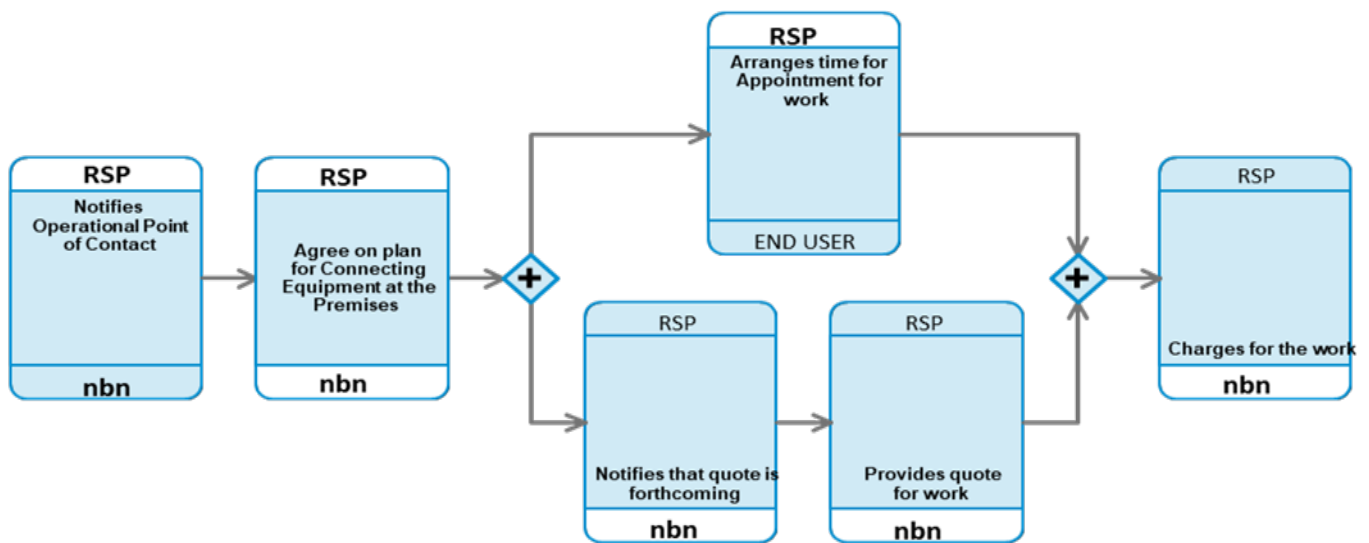 RSP
Notifies
Operational Point
of Contact
nbn
RSP
Agree on plan
for Connecting
Equipment at the
Premises
nbn
RSP
Arranges time for
Appointment for
work
END USER
RSP
Notifies that quote is
forthcoming
nbn
RSP
Provides quote
for work
nbn
RSP
Charges for the work
nbn